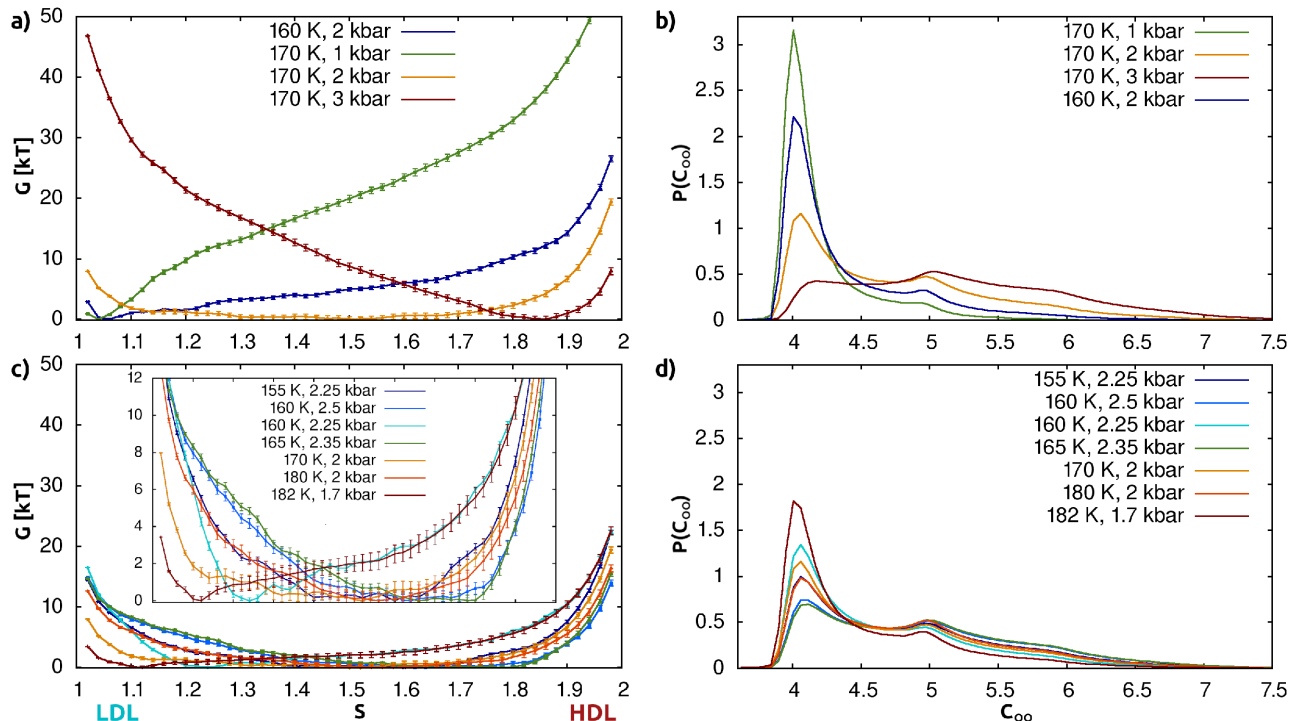 a)
50
40
30
20
10
0
G [kT]
160 K, 2 kbar
170 K, 1 kbar
170 K, 2 kbar
170 K, 3 kbar
1 1.1 1.2 1.3 1.4 1.5 1.6 1.7 1.8 1.9 2
b)
3
2.5
2
1.5
1
0.5
0
P(Coo)
170 K, 1 kbar
170 K, 2 kbar
170 K, 3 kbar
160 K, 2 kbar
4 4.5 5 5.5 6 6.5 7 7.5
c)
50
40
30
20
10
0
G [kT]
12
10
8
6
4
2
0
155 K, 2.25 kbar
160 K, 2.5 kbar
160 K, 2.25 kbar
165 K, 2.35 kbar
170 K, 2 kbar
180 K, 2 kbar
182 K, 1.7 kbar
1 1.1 1.2 1.3 1.4 1.5 1.6 1.7 1.8 1.9 2
LDL S HDL
d)
3
2.5
2
1.5
1
0.5
0
P(Coo)
155 K, 2.25 kbar
160 K, 2.5 kbar
160 K, 2.25 kbar
165 K, 2.35 kbar
170 K, 2 kbar
180 K, 2 kbar
182 K, 1.7 kbar
4 4.5 5 5.5 6 6.5 7 7.5
Coo